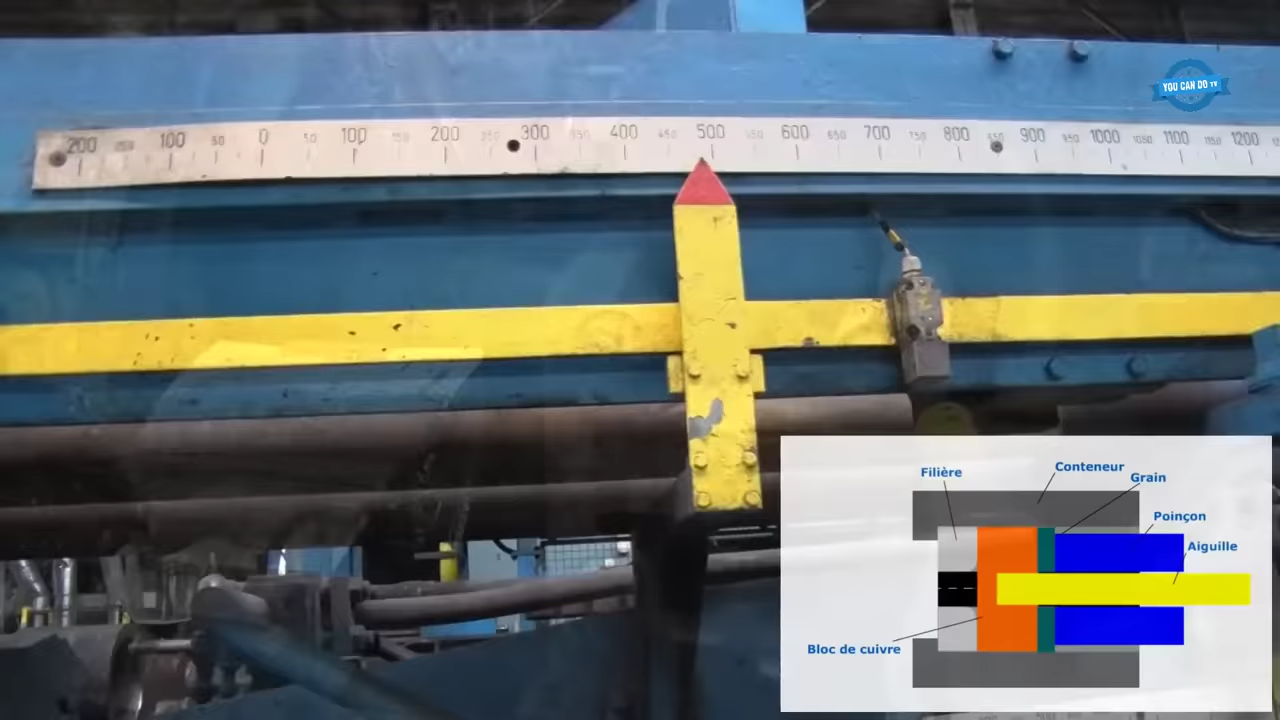 YOU CAN DO TV
200 150 100 50 0 50 100 150 200 250 300 350 400 450 500 550 600 650 700 750 800 850 900 950 1000 1050 1100 1150 1200
Filière
Conteneur
Grain
Poinçon
Aiguille
Bloc de cuivre